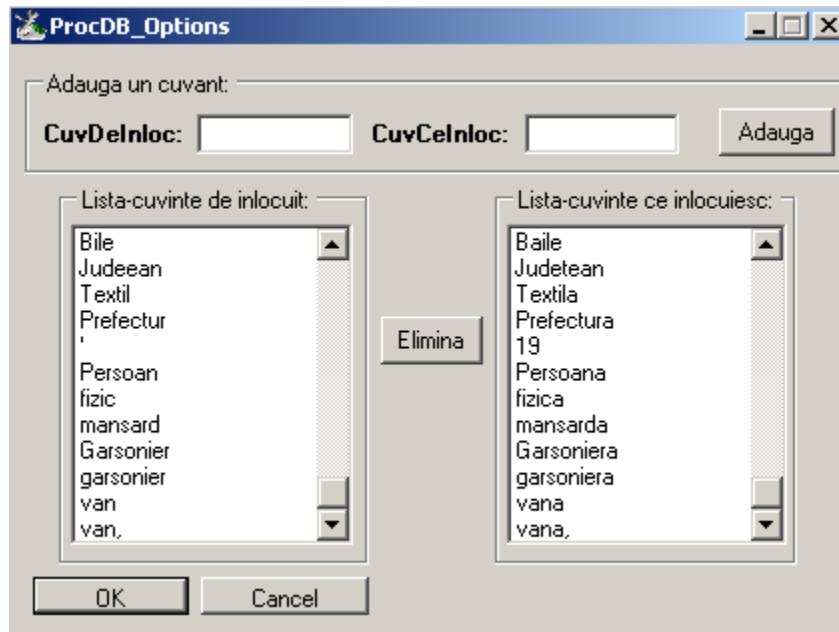 ProcDB_Options
Adauga un cuvant:
CuvDeInloc:
CuvCeInloc:
Adauga
Lista-cuvinte de inlocuit:
Bile
Judeean
Textil
Prefectur
'
Persoan
fizic
mansard
Garsonier
garsonier
van
van,
Elimina
Lista-cuvinte ce inlocuiesc:
Baile
Judetean
Textila
Prefectura
19
Persoana
fizica
mansarda
Garsoniera
garsoniera
vana
vana,
OK
Cancel